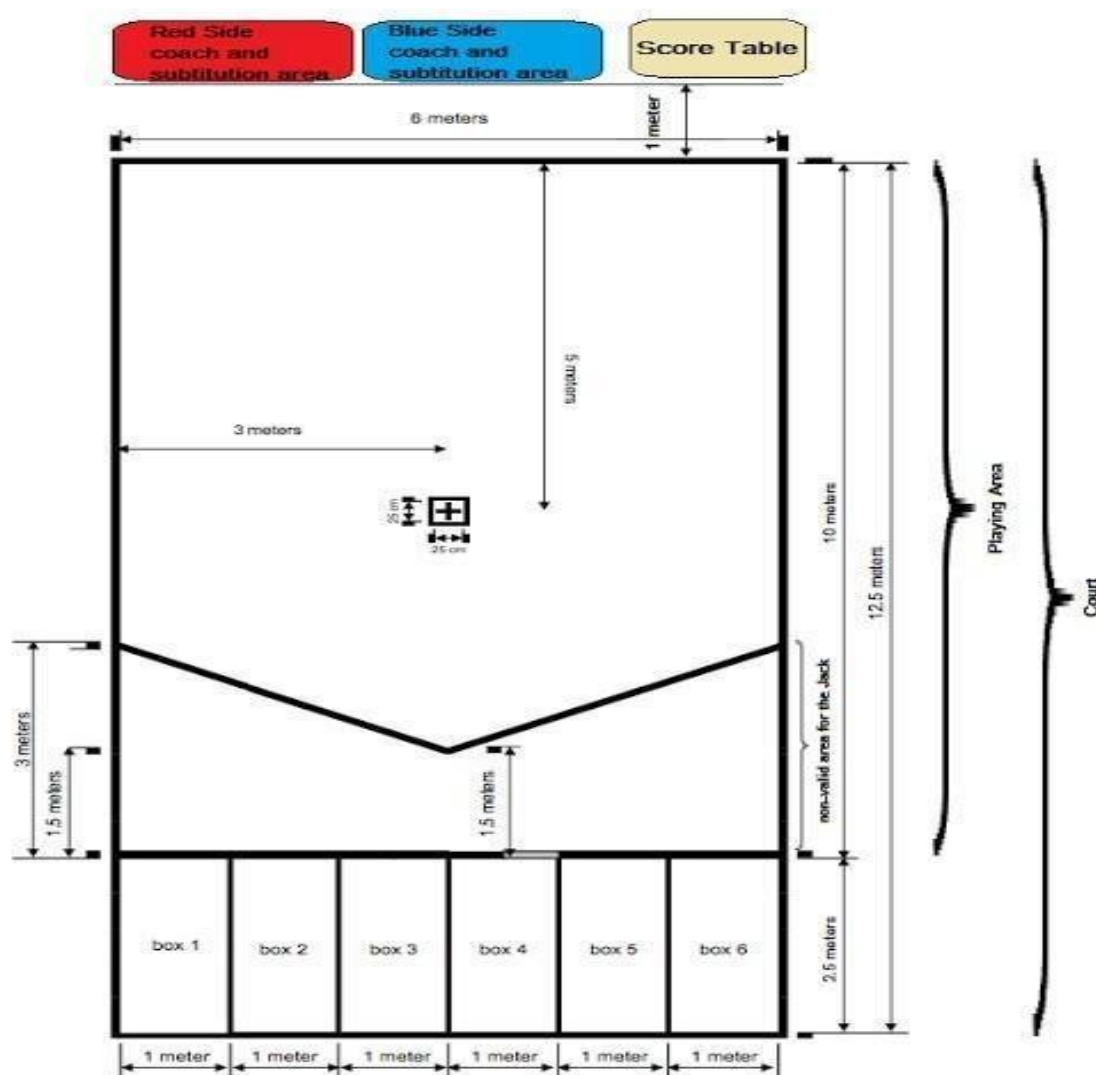 Red Side
coach and
subtitution area
Blue Side
coach and
subtitution area
Score Table
6 meters
1 meter
5 meters
3 meters
25 cm
25 cm
10 meters
12.5 meters
Playing Area
Court
3 meters
1.5 meters
1.5 meters
non-valid area for the Jack
box 1
box 2
box 3
box 4
box 5
box 6
2.5 meters
1 meter
1 meter
1 meter
1 meter
1 meter
1 meter